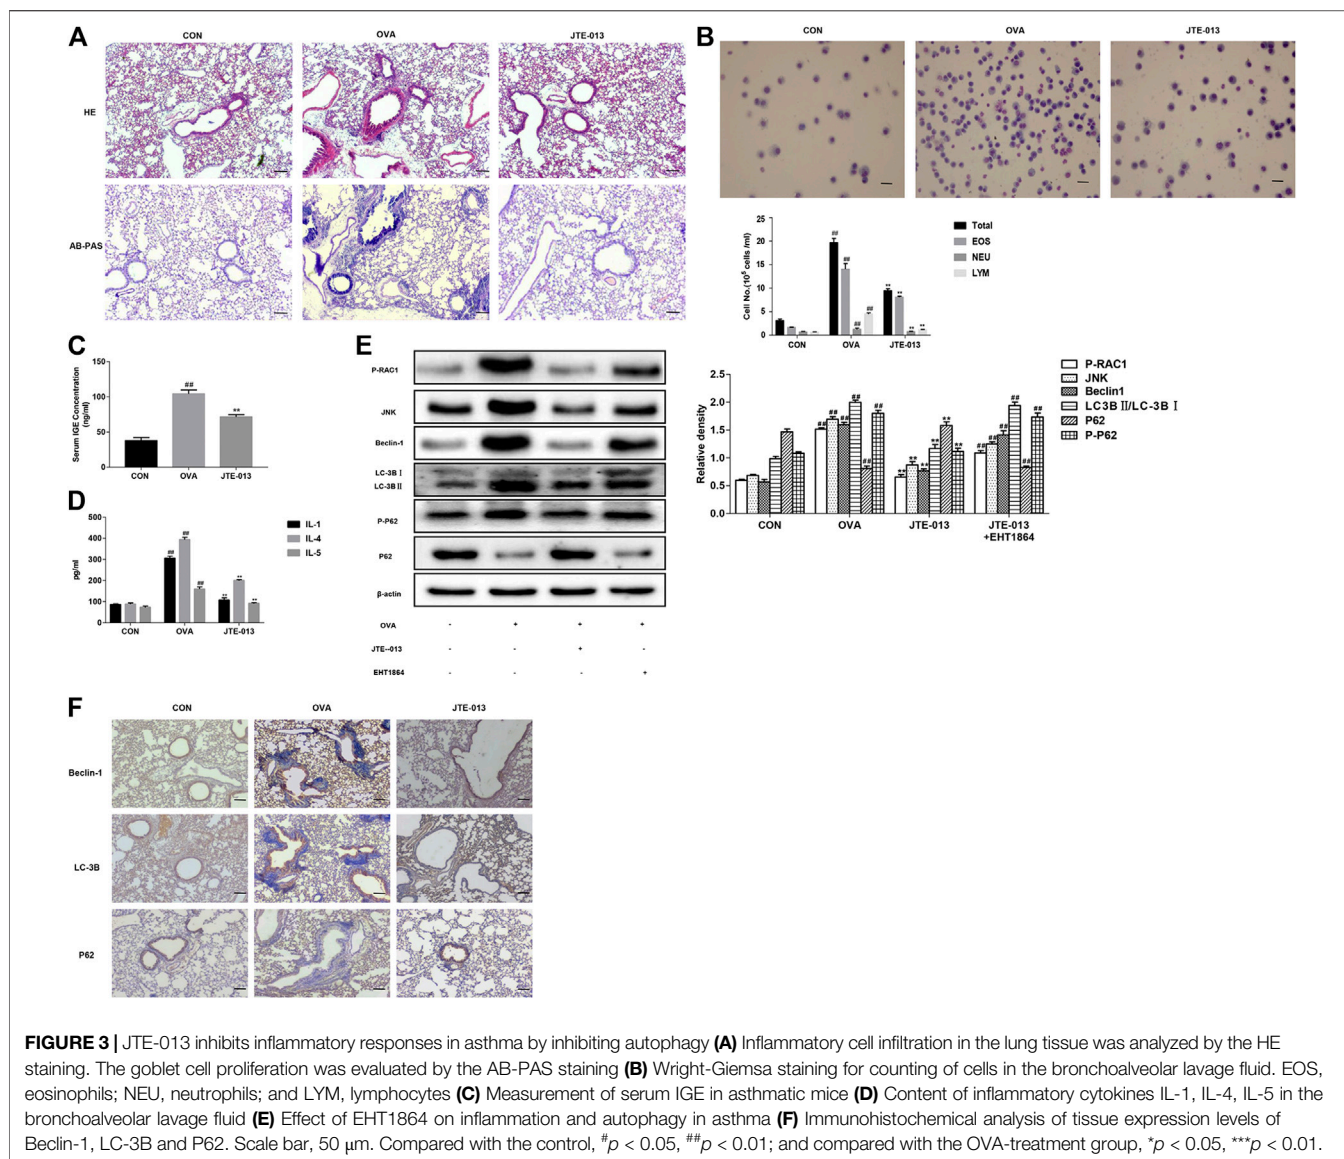 A
CON
OVA
JTE-013
HE
AB-PAS
B
CON
OVA
JTE-013
Cell No.(10⁵ cells /ml)
25
20
15
10
5
0
##
##
##
##
**
**
**
**
CON
OVA
JTE-013
Total
EOS
NEU
LYM
C
Serum IGE Concentration
(ng/ml)
150
100
50
0
##
**
CON
OVA
JTE-013
D
pg/ml
500
400
300
200
100
0
##
##
##
**
**
**
CON
OVA
JTE-013
IL-1
IL-4
IL-5
E
P-RAC1
JNK
Beclin-1
LC-3B Ⅰ
LC-3B Ⅱ
P-P62
P62
β-actin
OVA - + + +
JTE--013 - - + -
EHT1864 - - - +
Relative density
2.5
2.0
1.5
1.0
0.5
0.0
## ## ## ## ## ##
** ** ** ** ** **
## ## ## ## ## ##
CON
OVA
JTE-013
JTE-013
+EHT1864
P-RAC1
JNK
Beclin1
LC3B Ⅱ/LC-3B Ⅰ
P62
P-P62
F
CON
OVA
JTE-013
Beclin-1
LC-3B
P62
FIGURE 3 | JTE-013 inhibits inflammatory responses in asthma by inhibiting autophagy (A) Inflammatory cell infiltration in the lung tissue was analyzed by the HE
staining. The goblet cell proliferation was evaluated by the AB-PAS staining (B) Wright-Giemsa staining for counting of cells in the bronchoalveolar lavage fluid. EOS,
eosinophils; NEU, neutrophils; and LYM, lymphocytes (C) Measurement of serum IGE in asthmatic mice (D) Content of inflammatory cytokines IL-1, IL-4, IL-5 in the
bronchoalveolar lavage fluid (E) Effect of EHT1864 on inflammation and autophagy in asthma (F) Immunohistochemical analysis of tissue expression levels of
Beclin-1, LC-3B and P62. Scale bar, 50 μm. Compared with the control, #p < 0.05, ##p < 0.01; and compared with the OVA-treatment group, *p < 0.05, ***p < 0.01.